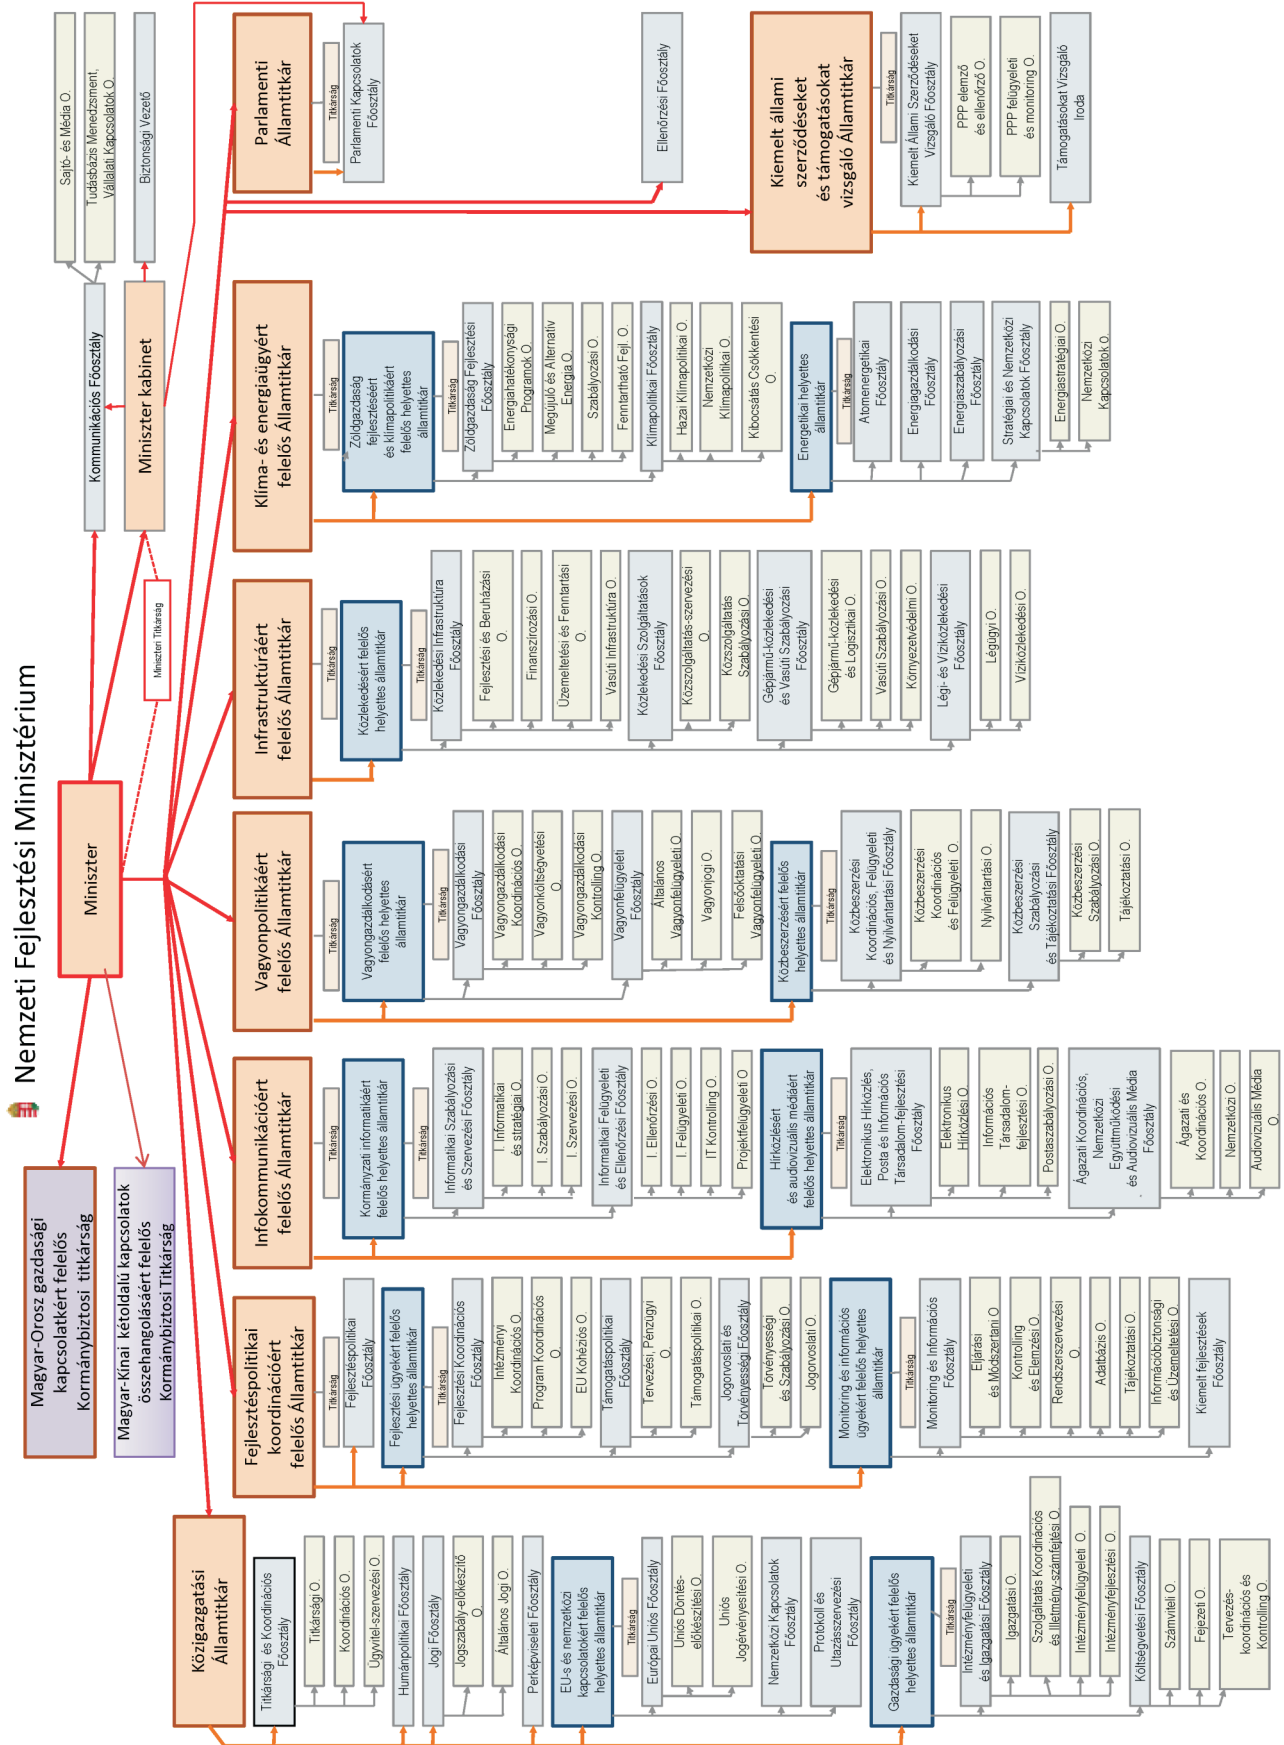 Nemzeti Fejlesztési Minisztérium
Magyar-Orosz gazdasági
kapcsolatkért felelős
Kormánybiztosi titkárság
Magyar-Kínai kétoldalú kapcsolatok
összehangolásáért felelős
Kormánybiztosi Titkárság
Miniszter
Miniszteri Titkárság
Kommunikációs Főosztály
Miniszter kabinet
Sajtó- és Média O.
Tudásbázis Menedzsment,
Vállalati Kapcsolatok O.
Biztonsági Vezető
Közigazgatási
Államtitkár
Titkársági és Koordinációs
Főosztály
Titkársági O.
Koordinációs O.
Ügyvitel-szervezési O.
Humánpolitikai Főosztály
Jogi Főosztály
Jogszabály-előkészítő
O.
Általános Jogi O.
Perképviseleti Főosztály
EU-s és nemzetközi
kapcsolatokért felelős
helyettes államtitkár
Titkárság
Európai Uniós Főosztály
Uniós Döntés-
előkészítési O.
Uniós
Jogérvényesítési O.
Nemzetközi Kapcsolatok
Főosztály
Protokoll és
Utazásszervezési
Főosztály
Gazdasági ügyekért felelős
helyettes államtitkár
Titkárság
Intézményfelügyeleti
és Igazgatási Főosztály
Igazgatási O.
Szolgáltatás Koordinációs
és Illetmény-számfejtési O.
Intézményfelügyeleti O.
Intézményfejlesztési O.
Költségvetési Főosztály
Számviteli O.
Fejezeti O.
Tervezés-
koordinációs és
Kontrolling O.
Fejlesztéspolitikai
koordinációért
felelős Államtitkár
Titkárság
Fejlesztéspolitikai
Főosztály
Fejlesztési ügyekért felelős
helyettes államtitkár
Titkárság
Fejlesztési Koordinációs
Főosztály
Intézményi
Koordinációs O.
Program Koordinációs
O.
EU Kohéziós O.
Támogatáspolitikai
Főosztály
Tervezési, Pénzügyi
O.
Támogatáspolitikai O.
Jogorvoslati és
Törvényességi Főosztály
Törvényességi
és Szabályozási O.
Jogorvoslati O.
Monitoring és információ
ügyekért felelős helyettes
államtitkár
Titkárság
Monitoring és Információs
Főosztály
Eljárási
és Módszertani O
Kontrolling
és Elemzési O.
Rendszerszervezési
O.
Adatbázis O.
Tájékoztatási O.
Információbiztonsági
és Üzemeltetési O.
Kiemelt fejlesztések
Főosztály
Infokommunikációért
felelős Államtitkár
Titkárság
Kormányzati informatikáért
felelős helyettes államtitkár
Titkárság
Informatikai Szabályozási
és Szervezési Főosztály
I. Informatikai
és stratégiai O.
I. Szabályozási O.
I. Szervezési O.
Informatikai Felügyeleti
és Ellenőrzési Főosztály
I. Ellenőrzési O.
I. Felügyeleti O.
IT Kontrolling O.
Projektfelügyeleti O
Hírközlésért
és audiovizuális médiáért
felelős helyettes államtitkár
Titkárság
Elektronikus Hírközlés,
Posta és Információs
Társadalom-fejlesztési
Főosztály
Elektronikus
Hírközlési O.
Információs
Társadalom-
fejlesztési O.
Postaszabályozási O.
Ágazati Koordinációs,
Nemzetközi
Együttműködési
és Audiovizuális Média
Főosztály
Ágazati és
Koordinációs O.
Nemzetközi O.
Audiovizuális Média
O.
Vagyonpolitikáért
felelős Államtitkár
Titkárság
Vagyongazdálkodásért
felelős helyettes
államtitkár
Titkárság
Vagyongazdálkodási
Főosztály
Vagyongazdálkodási
Koordinációs O.
Vagyonköltségvetési
O.
Vagyongazdálkodási
Kontrolling O.
Vagyonfelügyeleti
Főosztály
Általános
Vagyonfelügyeleti O.
Vagyonjogi O.
Felsőoktatási
Vagyonfelügyeleti O.
Közbeszerzésért felelős
helyettes államtitkár
Titkárság
Közbeszerzési
Koordinációs, Felügyeleti
és Nyilvántartási Főosztály
Közbeszerzési
Koordinációs
és Felügyeleti O.
Nyilvántartási O.
Közbeszerzési
Szabályozási
és Tájékoztatási Főosztály
Közbeszerzési
Szabályozási O.
Tájékoztatási O.
Infrastruktúráért
felelős Államtitkár
Titkárság
Közlekedésért felelős
helyettes államtitkár
Titkárság
Közlekedési Infrastruktúra
Főosztály
Fejlesztési és Beruházási
O.
Finanszírozási O.
Üzemeltetési és Fenntartási
O.
Vasúti Infrastruktúra O.
Közlekedési Szolgáltatások
Főosztály
Közszolgáltatás-szervezési
O.
Közszolgáltatás
Szabályozási O.
Gépjármű-közlekedési
és Vasúti Szabályozási
Főosztály
Gépjármű-közlekedési
és Logisztikai O.
Vasúti Szabályozási O.
Környezetvédelmi O.
Légi- és Víziközlekedési
Főosztály
Légügyi O.
Víziközlekedési O.
Klíma- és energiaügyért
felelős Államtitkár
Titkárság
Zöldgazdaság
fejlesztéséért
és klímapolitikáért
felelős helyettes
államtitkár
Titkárság
Zöldgazdaság Fejlesztési
Főosztály
Energiahatékonysági
Programok O.
Megújuló és Alternatív
Energia O.
Szabályozási O.
Fenntartható Fejl. O.
Klímapolitikai Főosztály
Hazai Klímapolitikai O.
Nemzetközi
Klímapolitikai O.
Kibocsátás Csökkentési
O.
Energetikai helyettes
államtitkár
Titkárság
Atomenergetikai
Főosztály
Energiagazdálkodási
Főosztály
Energiaszabályozási
Főosztály
Stratégiai és Nemzetközi
Kapcsolatok Főosztály
Energiastratégiai O.
Nemzetközi
Kapcsolatok O.
Parlamenti
Államtitkár
Titkárság
Parlamenti Kapcsolatok
Főosztály
Ellenőrzési Főosztály
Kiemelt állami
szerződéseket
és támogatásokat
vizsgáló Államtitkár
Titkárság
Kiemelt Állami Szerződéseket
Vizsgáló Főosztály
PPP elemző
és ellenőrző O.
PPP felügyeleti
és monitoring O.
Támogatásokat Vizsgáló
Iroda